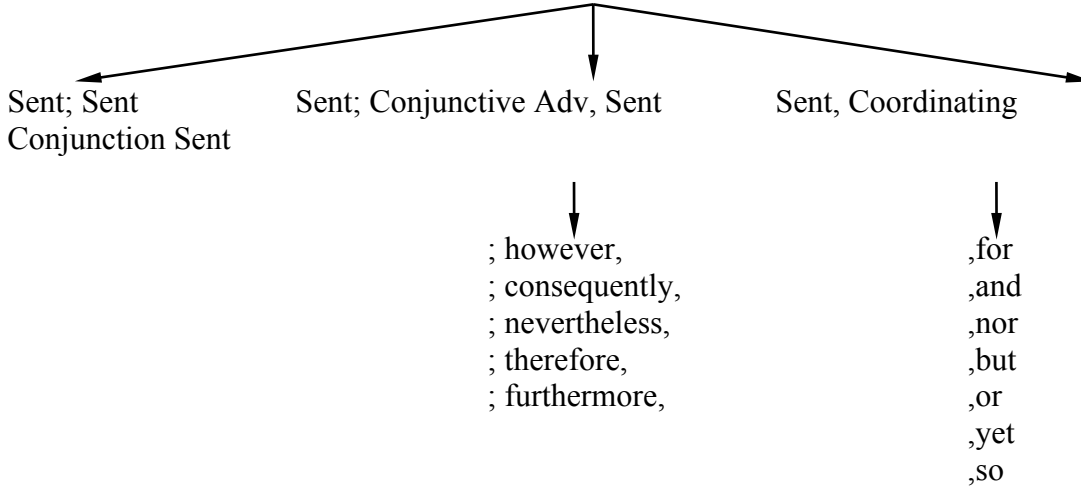 Sent; Sent Sent; Conjunctive Adv, Sent Sent, Coordinating
Conjunction Sent
; however, ,for
; consequently, ,and
; nevertheless, ,nor
; therefore, ,but
; furthermore, ,or
,yet
,so